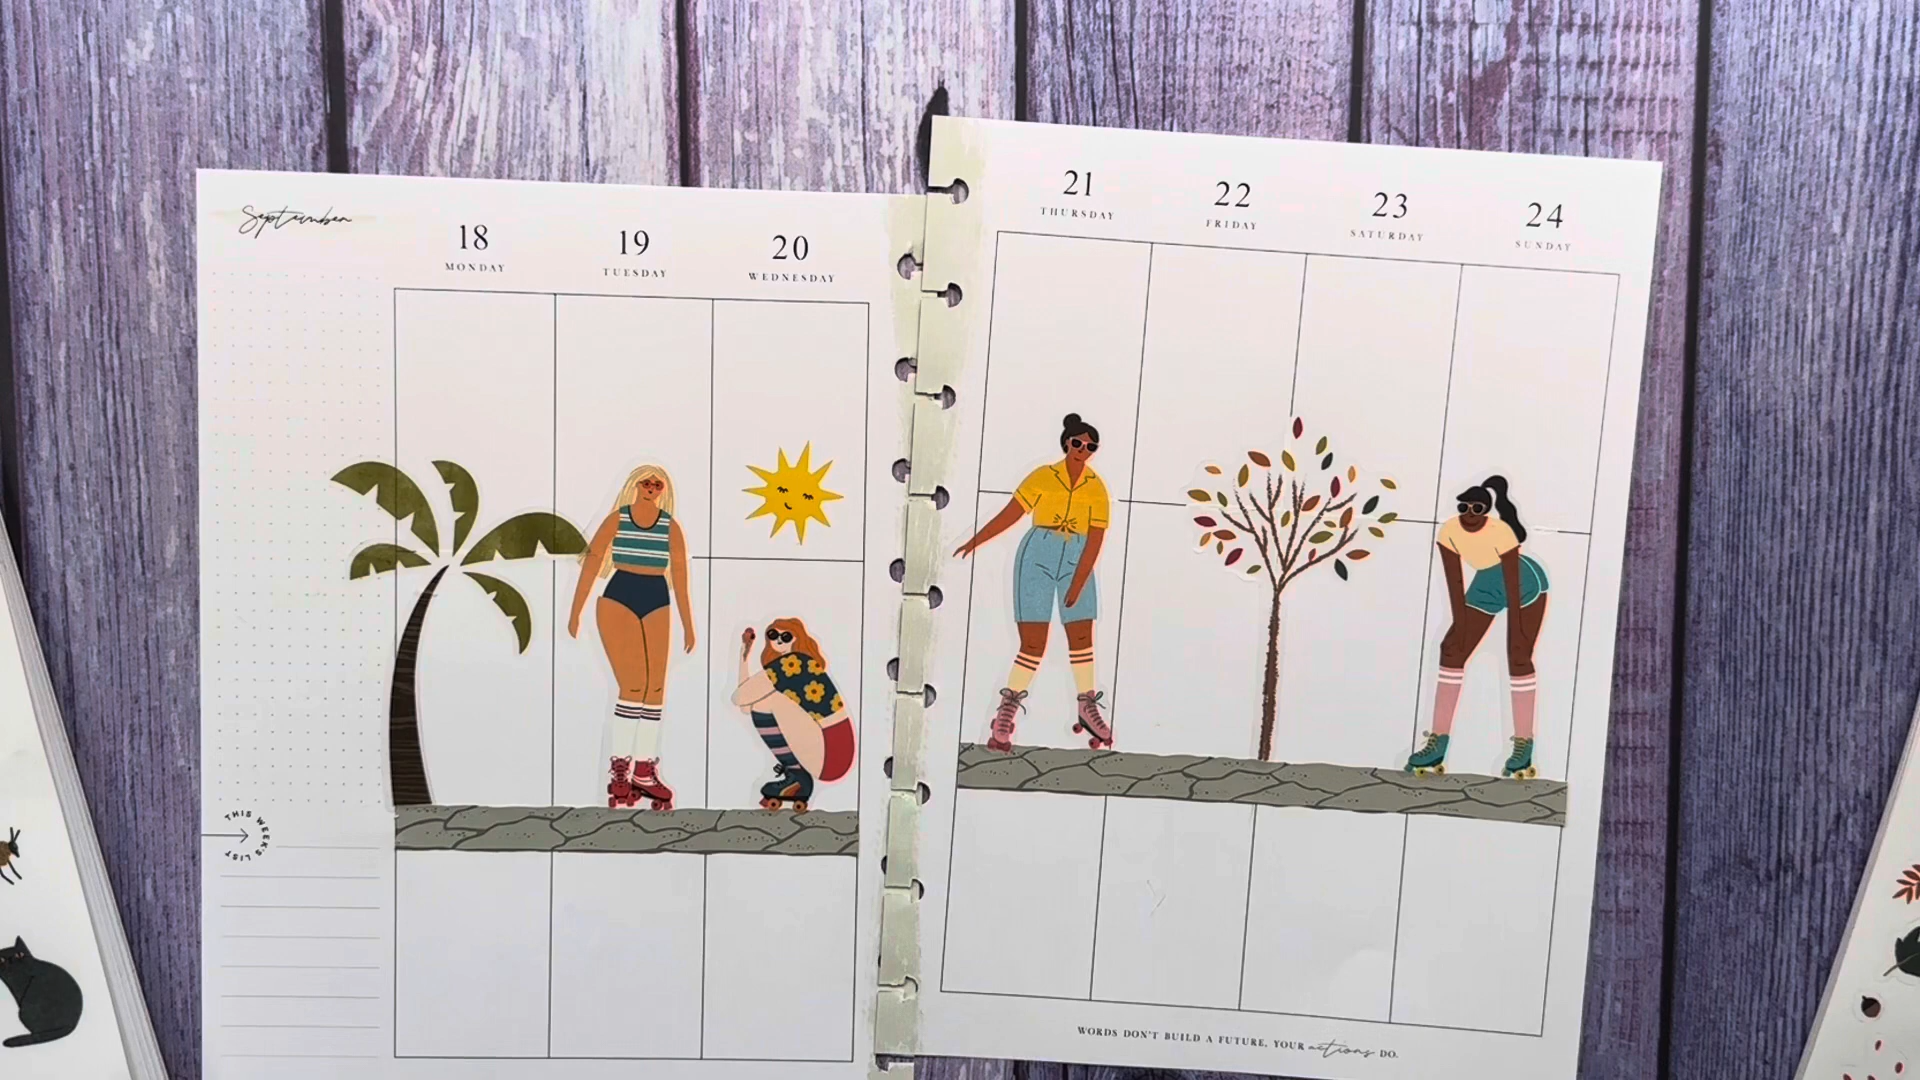 September
18
MONDAY
19
TUESDAY
20
WEDNESDAY
THIS WEEK'S LIST
21
THURSDAY
22
FRIDAY
23
SATURDAY
24
SUNDAY
WORDS DON'T BUILD A FUTURE, YOUR actions DO.